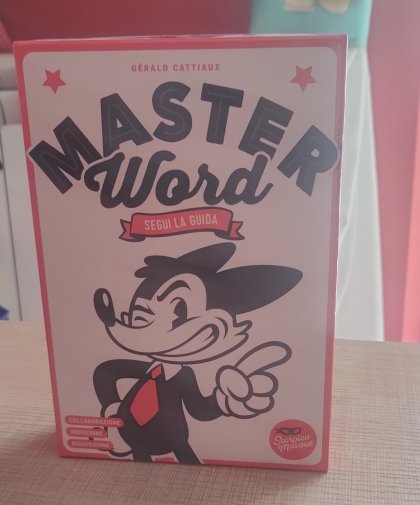 GÉRALD CATTIAUX
MASTER
Word
SEGUI LA GUIDA
COLLABORAZIONE
DEDUZIONE
DISCUSSIONE
Scorpion
Masqué